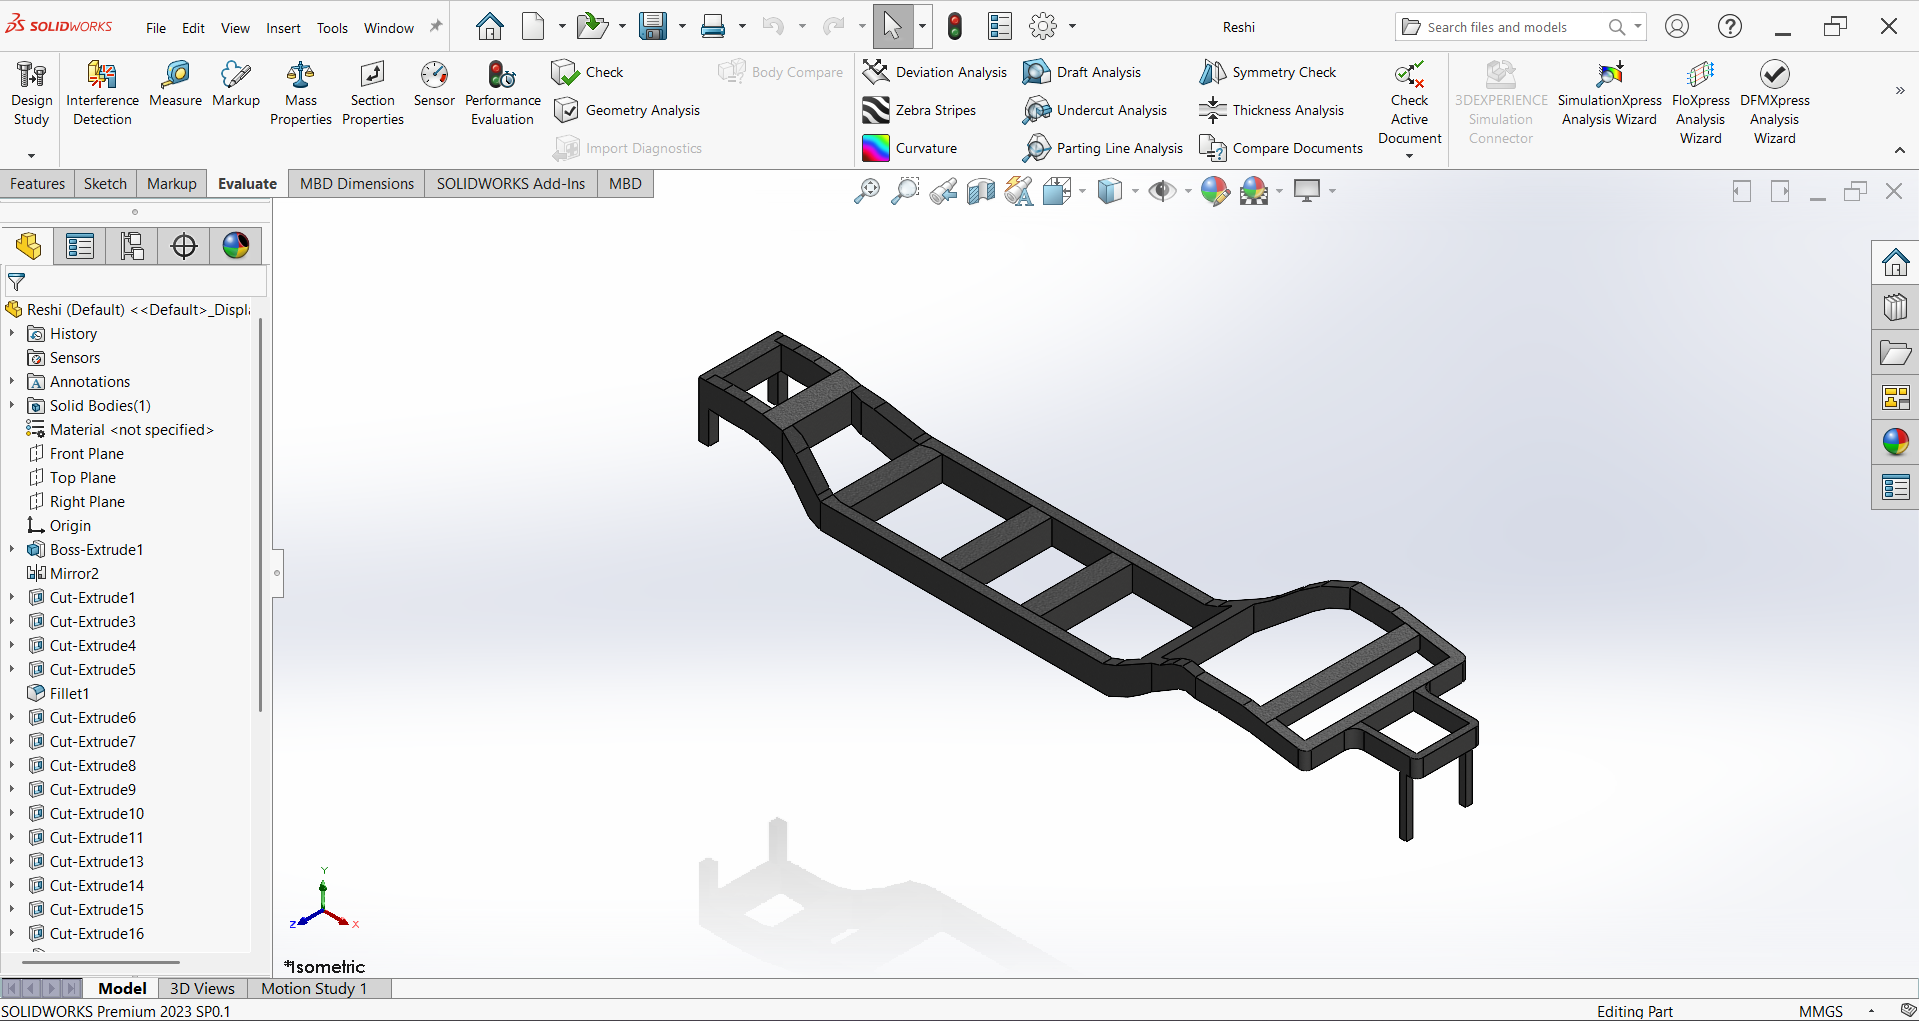 SOLIDWORKS File Edit View Insert Tools Window Reshi Search files and models
Design Study
Interference Detection
Measure
Markup
Mass Properties
Section Properties
Sensor
Performance Evaluation
Check
Geometry Analysis
Import Diagnostics
Body Compare
Deviation Analysis
Zebra Stripes
Curvature
Draft Analysis
Undercut Analysis
Parting Line Analysis
Symmetry Check
Thickness Analysis
Compare Documents
Check Active Document
3DEXPERIENCE Simulation Connector
SimulationXpress Analysis Wizard
FloXpress Analysis Wizard
DFMXpress Analysis Wizard
Features Sketch Markup Evaluate MBD Dimensions SOLIDWORKS Add-Ins MBD
Reshi (Default) <<Default>_Displ
History
Sensors
Annotations
Solid Bodies(1)
Material <not specified>
Front Plane
Top Plane
Right Plane
Origin
Boss-Extrude1
Mirror2
Cut-Extrude1
Cut-Extrude3
Cut-Extrude4
Cut-Extrude5
Fillet1
Cut-Extrude6
Cut-Extrude7
Cut-Extrude8
Cut-Extrude9
Cut-Extrude10
Cut-Extrude11
Cut-Extrude13
Cut-Extrude14
Cut-Extrude15
Cut-Extrude16
Y
Z X
*Isometric
Model 3D Views Motion Study 1
SOLIDWORKS Premium 2023 SP0.1 Editing Part MMGS